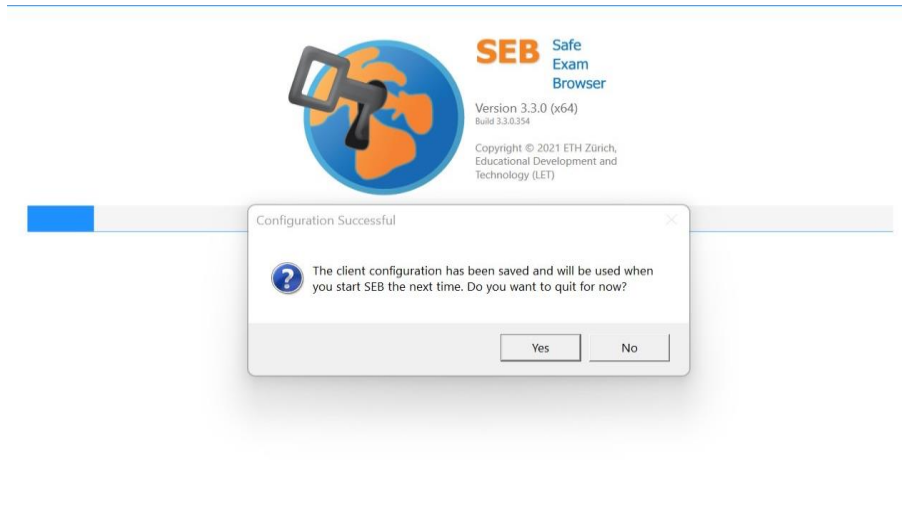 SEB Safe
Exam
Browser
Version 3.3.0 (x64)
Build 3.3.0.354
Copyright © 2021 ETH Zürich,
Educational Development and
Technology (LET)
Configuration Successful
The client configuration has been saved and will be used when
you start SEB the next time. Do you want to quit for now?
Yes No